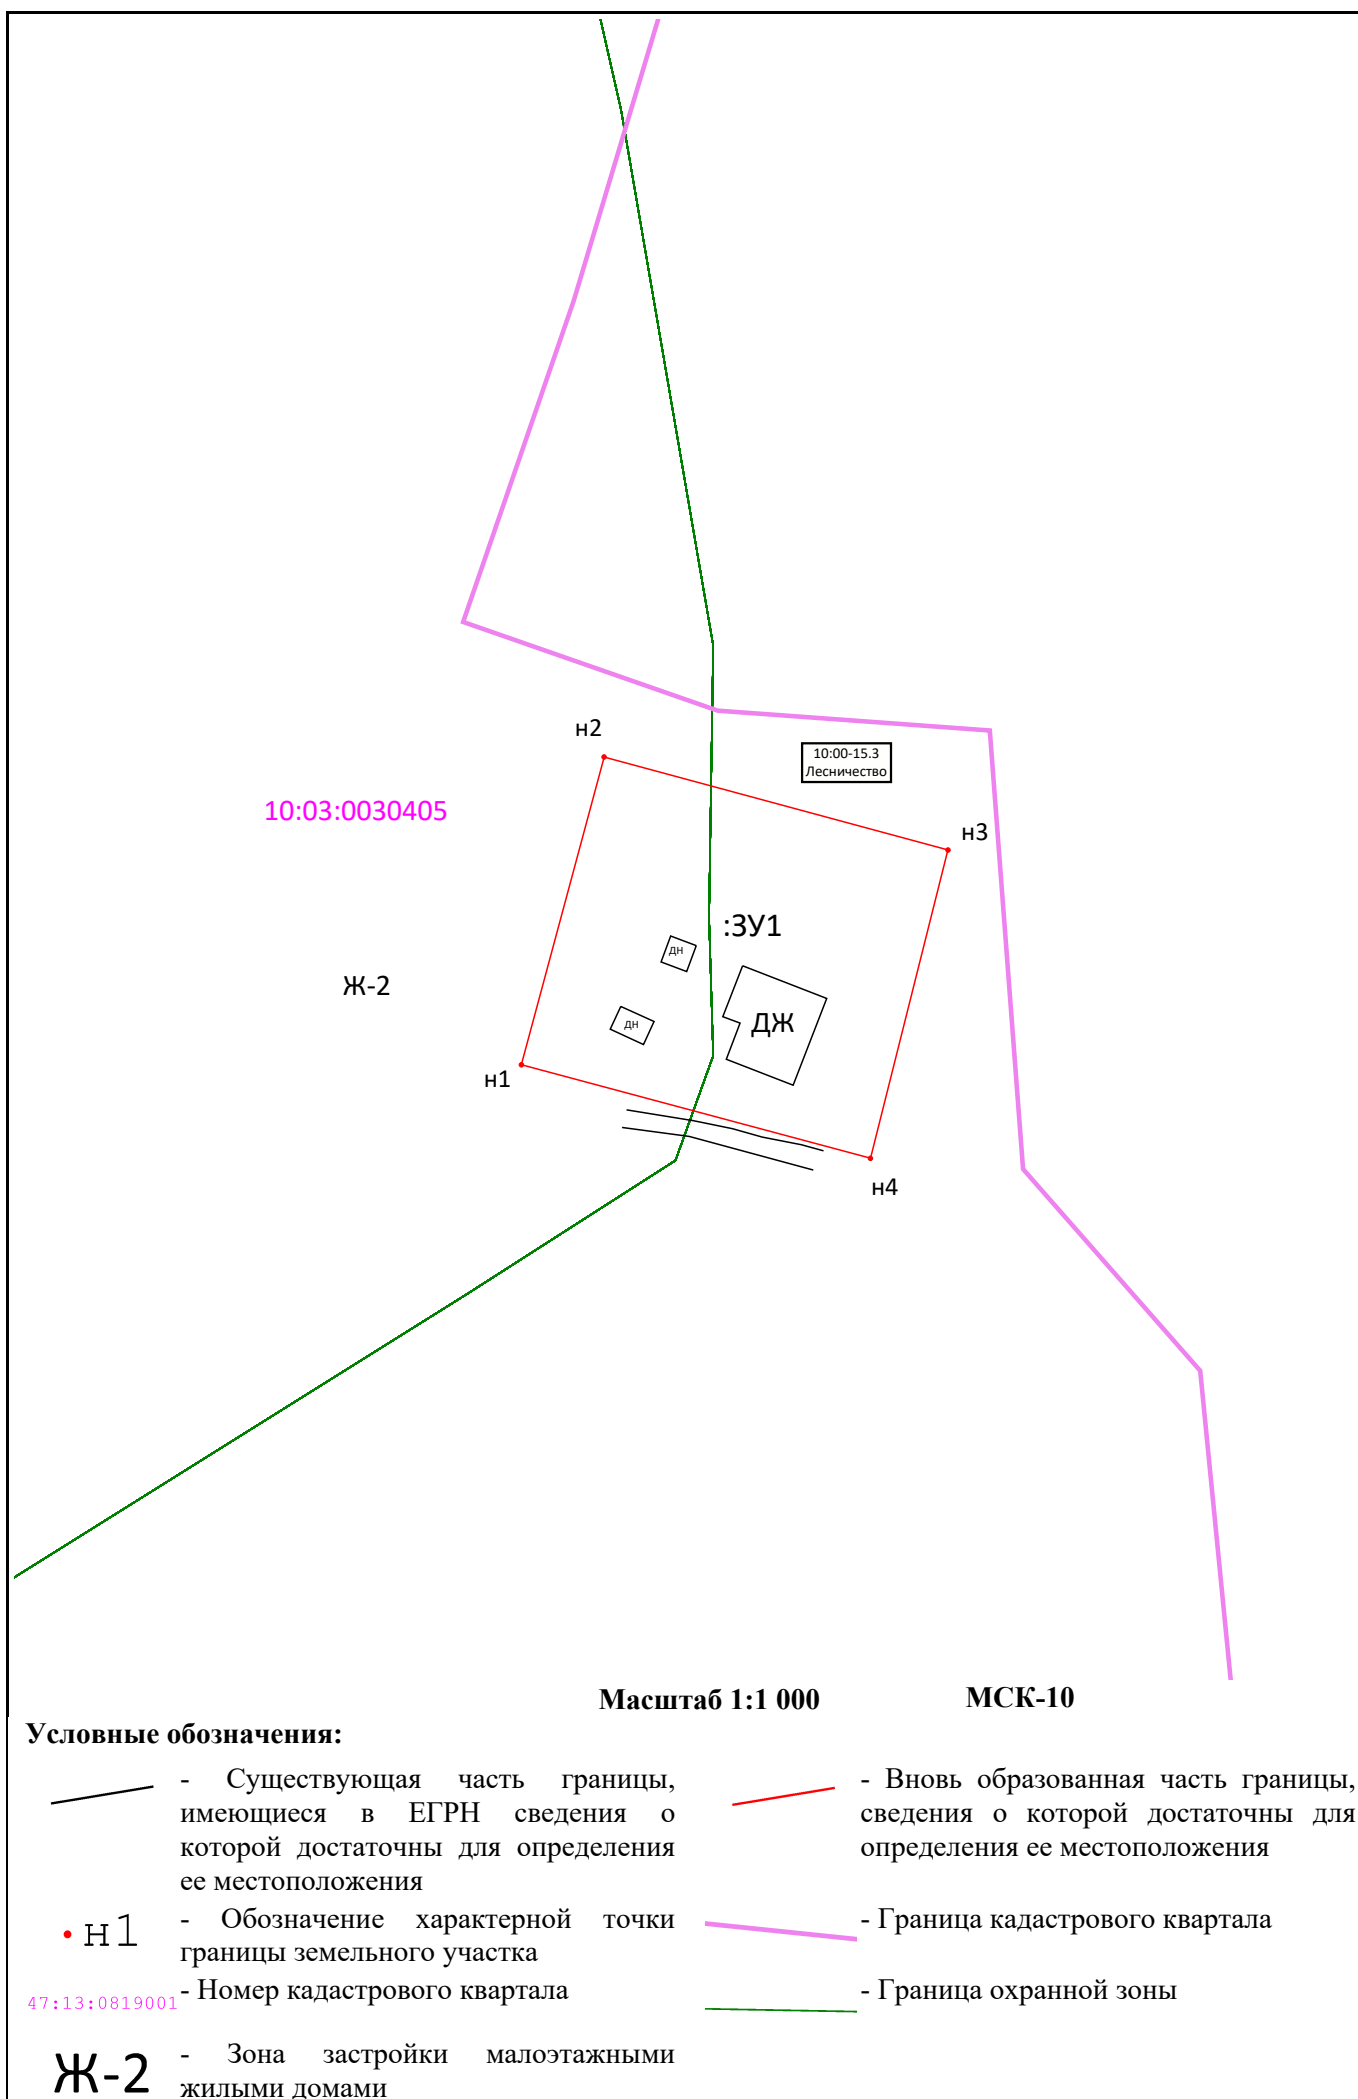 н2
10:00-15.3
Лесничество
10:03:0030405
н3
:ЗУ1
дн
Ж-2
дн
ДЖ
н1
н4
Масштаб 1:1 000
МСК-10
Условные обозначения:
- Существующая часть границы,
имеющиеся в ЕГРН сведения о
которой достаточны для определения
ее местоположения
- Вновь образованная часть границы,
сведения о которой достаточны для
определения ее местоположения
н1
- Обозначение характерной точки
границы земельного участка
- Граница кадастрового квартала
47:13:0819001
- Номер кадастрового квартала
- Граница охранной зоны
Ж-2
- Зона застройки малоэтажными
жилыми домами